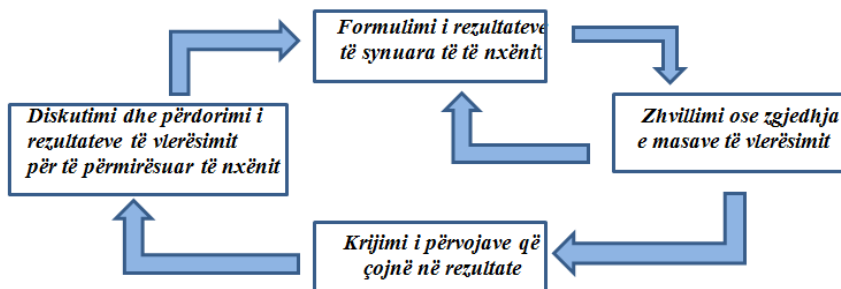 Formulimi i rezultateve
të synuara të të nxënit
Zhvillimi ose zgjedhja
e masave të vlerësimit
Krijimi i përvojave që
çojnë në rezultate
Diskutimi dhe përdorimi i
rezultateve të vlerësimit
për të përmirësuar të nxënit